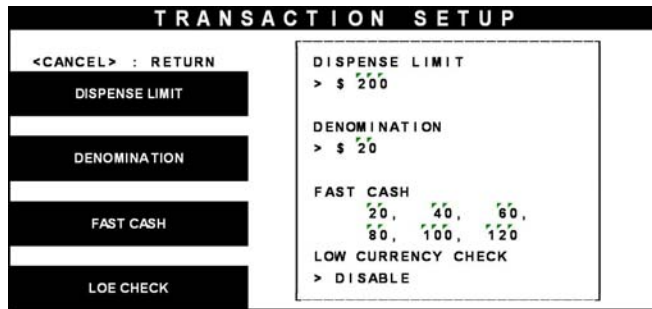 TRANSACTION SETUP
<CANCEL> : RETURN
DISPENSE LIMIT
DENOMINATION
FAST CASH
LOE CHECK
DISPENSE LIMIT
> $ 200
DENOMINATION
> $ 20
FAST CASH
20, 40, 60,
80, 100, 120
LOW CURRENCY CHECK
> DISABLE